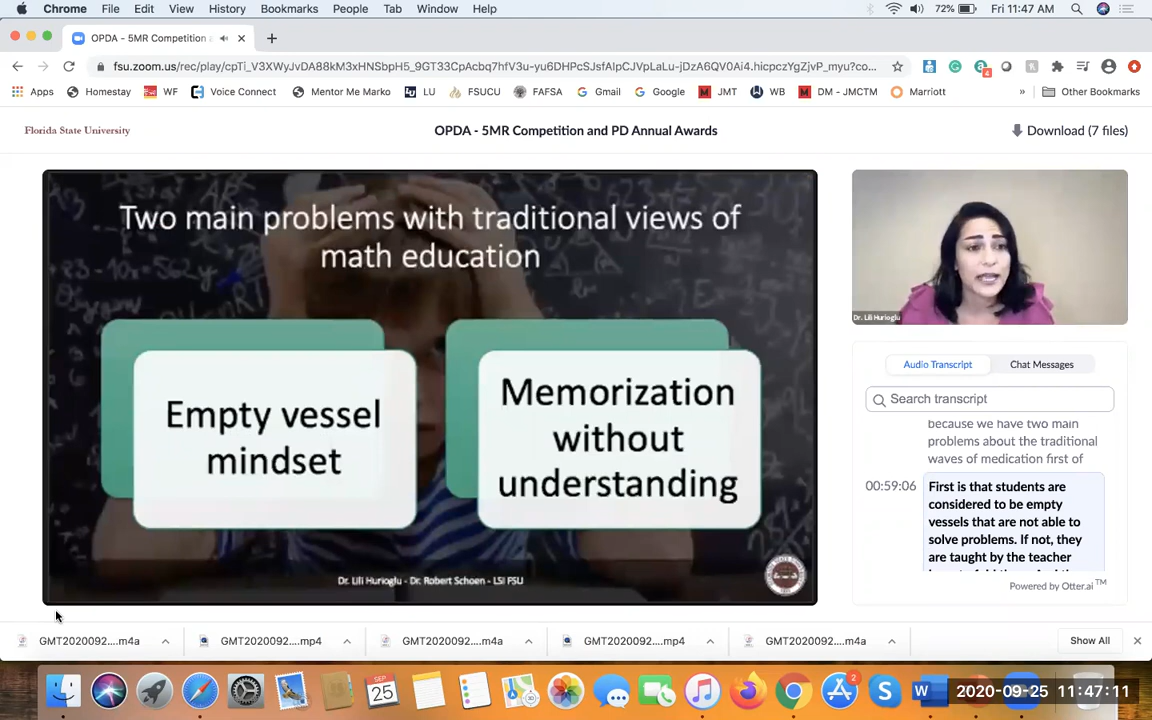 Chrome File Edit View History Bookmarks People Tab Window Help 72% Fri 11:47 AM
OPDA - 5MR Competition a
fsu.zoom.us/rec/play/cpTi_V3XWyJvDA88kM3xHNSbpH5_9GT33CpAcbq7hfV3u-yu6DHPcSJsfAlpCJVpLaLu-jDzA6QV0Ai4.hicpczYgZjvP_myu?co...
Apps Homestay WF Voice Connect Mentor Me Marko LU FSUCU FAFSA Gmail Google JMT WB DM - JMCTM Marriott » Other Bookmarks
Florida State University
OPDA - 5MR Competition and PD Annual Awards
Download (7 files)
Two main problems with traditional views of
math education
Empty vessel
mindset
Memorization
without
understanding
Dr. Lili Hurioglu - Dr. Robert Schoen - LSI FSU
Dr. Lili Hurioglu
Audio Transcript Chat Messages
Search transcript
because we have two main
problems about the traditional
waves of medication first of
00:59:06
First is that students are
considered to be empty
vessels that are not able to
solve problems. If not, they
are taught by the teacher
Powered by Otter.ai TM
GMT2020092....m4a GMT2020092....mp4 GMT2020092....m4a GMT2020092....mp4 GMT2020092....m4a Show All
SEP
25
2
2020-09-25 11:47:11